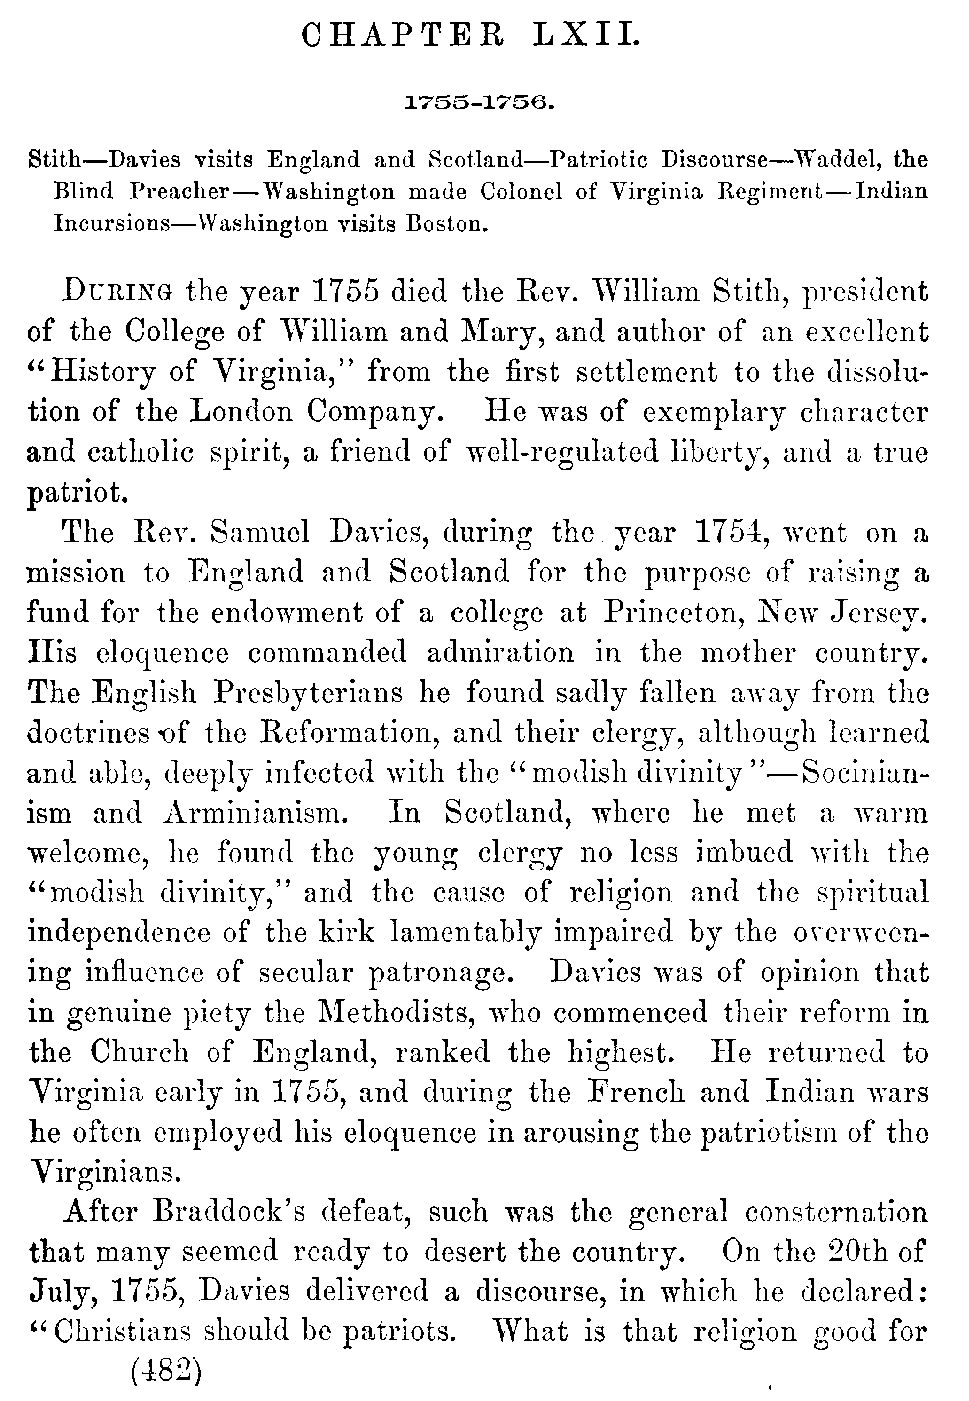 CHAPTER LXII.
1755-1756.
Stith—Davies visits England and Scotland—Patriotic Discourse—Waddel, the
Blind Preacher—Washington made Colonel of Virginia Regiment—Indian
Incursions—Washington visits Boston.
DURING the year 1755 died the Rev. William Stith, president
of the College of William and Mary, and author of an excellent
"History of Virginia," from the first settlement to the dissolu-
tion of the London Company. He was of exemplary character
and catholic spirit, a friend of well-regulated liberty, and a true
patriot.
The Rev. Samuel Davies, during the year 1754, went on a
mission to England and Scotland for the purpose of raising a
fund for the endowment of a college at Princeton, New Jersey.
His eloquence commanded admiration in the mother country.
The English Presbyterians he found sadly fallen away from the
doctrines of the Reformation, and their clergy, although learned
and able, deeply infected with the "modish divinity"—Socinian-
ism and Arminianism. In Scotland, where he met a warm
welcome, he found the young clergy no less imbued with the
"modish divinity," and the cause of religion and the spiritual
independence of the kirk lamentably impaired by the overween-
ing influence of secular patronage. Davies was of opinion that
in genuine piety the Methodists, who commenced their reform in
the Church of England, ranked the highest. He returned to
Virginia early in 1755, and during the French and Indian wars
he often employed his eloquence in arousing the patriotism of the
Virginians.
After Braddock's defeat, such was the general consternation
that many seemed ready to desert the country. On the 20th of
July, 1755, Davies delivered a discourse, in which he declared:
"Christians should be patriots. What is that religion good for
(482)